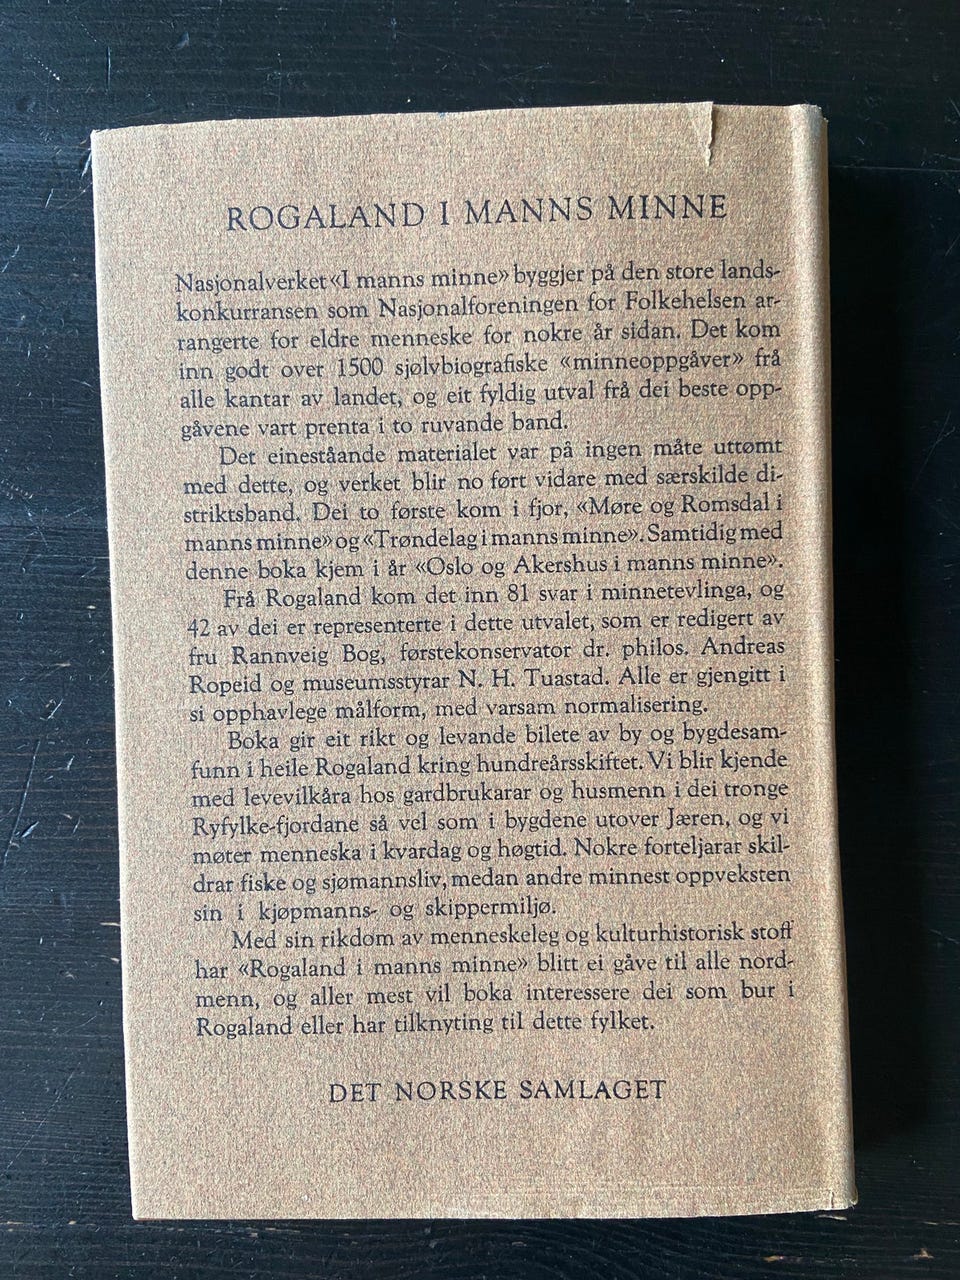 ROGALAND I MANNS MINNE
Nasjonalverket «I manns minne» byggjer på den store lands-
konkurransen som Nasjonalforeningen for Folkehelsen ar-
rangerte for eldre menneske for nokre år sidan. Det kom
inn godt over 1500 sjølvbiografiske «minneoppgåver» frå
alle kantar av landet, og eit fyldig utval frå dei beste opp-
gåvene vart prenta i to ruvande band.
Det eineståande materialet var på ingen måte uttømt
med dette, og verket blir no ført vidare med særskilde di-
striktsband. Dei to første kom i fjor, «Møre og Romsdal i
manns minne» og «Trøndelag i manns minne». Samtidig med
denne boka kjem i år «Oslo og Akershus i manns minne».
Frå Rogaland kom det inn 81 svar i minnetevlinga, og
42 av dei er representerte i dette utvalet, som er redigert av
fru Rannveig Bog, førstekonservator dr. philos. Andreas
Ropeid og museumsstyrar N. H. Tuastad. Alle er gjengitt i
si opphavlege målform, med varsam normalisering.
Boka gir eit rikt og levande bilete av by og bygdesam-
funn i heile Rogaland kring hundreårsskiftet. Vi blir kjende
med levevilkåra hos gardbrukarar og husmenn i dei tronge
Ryfylke-fjordane så vel som i bygdene utover Jæren, og vi
møter menneska i kvardag og høgtid. Nokre forteljarar skil-
drar fiske og sjømannsliv, medan andre minnest oppveksten
sin i kjøpmanns- og skippermiljø.
Med sin rikdom av menneskeleg og kulturhistorisk stoff
har «Rogaland i manns minne» blitt ei gåve til alle nord-
menn, og aller mest vil boka interessere dei som bur i
Rogaland eller har tilknyting til dette fylket.
DET NORSKE SAMLAGET